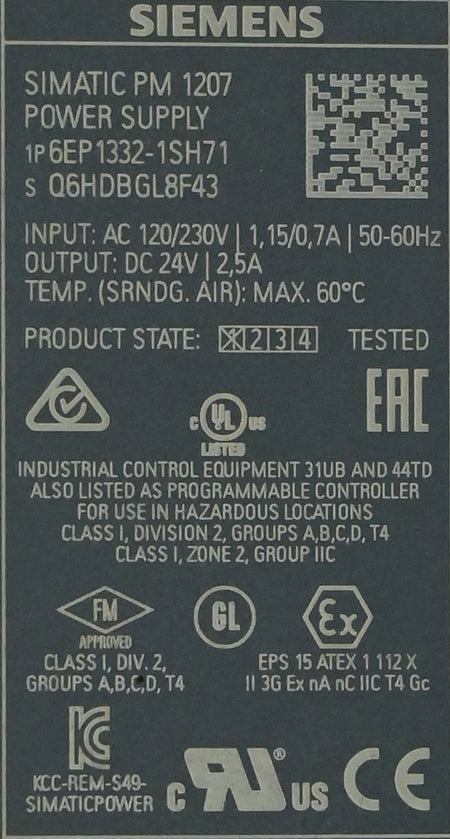 SIEMENS
SIMATIC PM 1207
POWER SUPPLY
1P 6EP1332-1SH71
S Q6HDBGL8F43
INPUT: AC 120/230V | 1,15/0,7A | 50-60Hz
OUTPUT: DC 24V | 2,5A
TEMP. (SRNDG. AIR): MAX. 60°C
PRODUCT STATE: X 2 3 4 TESTED
EAC
C UL US
LISTED
INDUSTRIAL CONTROL EQUIPMENT 31UB AND 44TD
ALSO LISTED AS PROGRAMMABLE CONTROLLER
FOR USE IN HAZARDOUS LOCATIONS
CLASS I, DIVISION 2, GROUPS A,B,C,D, T4
CLASS I, ZONE 2, GROUP IIC
FM GL Ex
APPROVED
CLASS I, DIV. 2,
GROUPS A,B,C,D, T4
EPS 15 ATEX 1 112 X
II 3G Ex nA nC IIC T4 Gc
KC
KCC-REM-S49-
SIMATICPOWER
C RU ® US CE